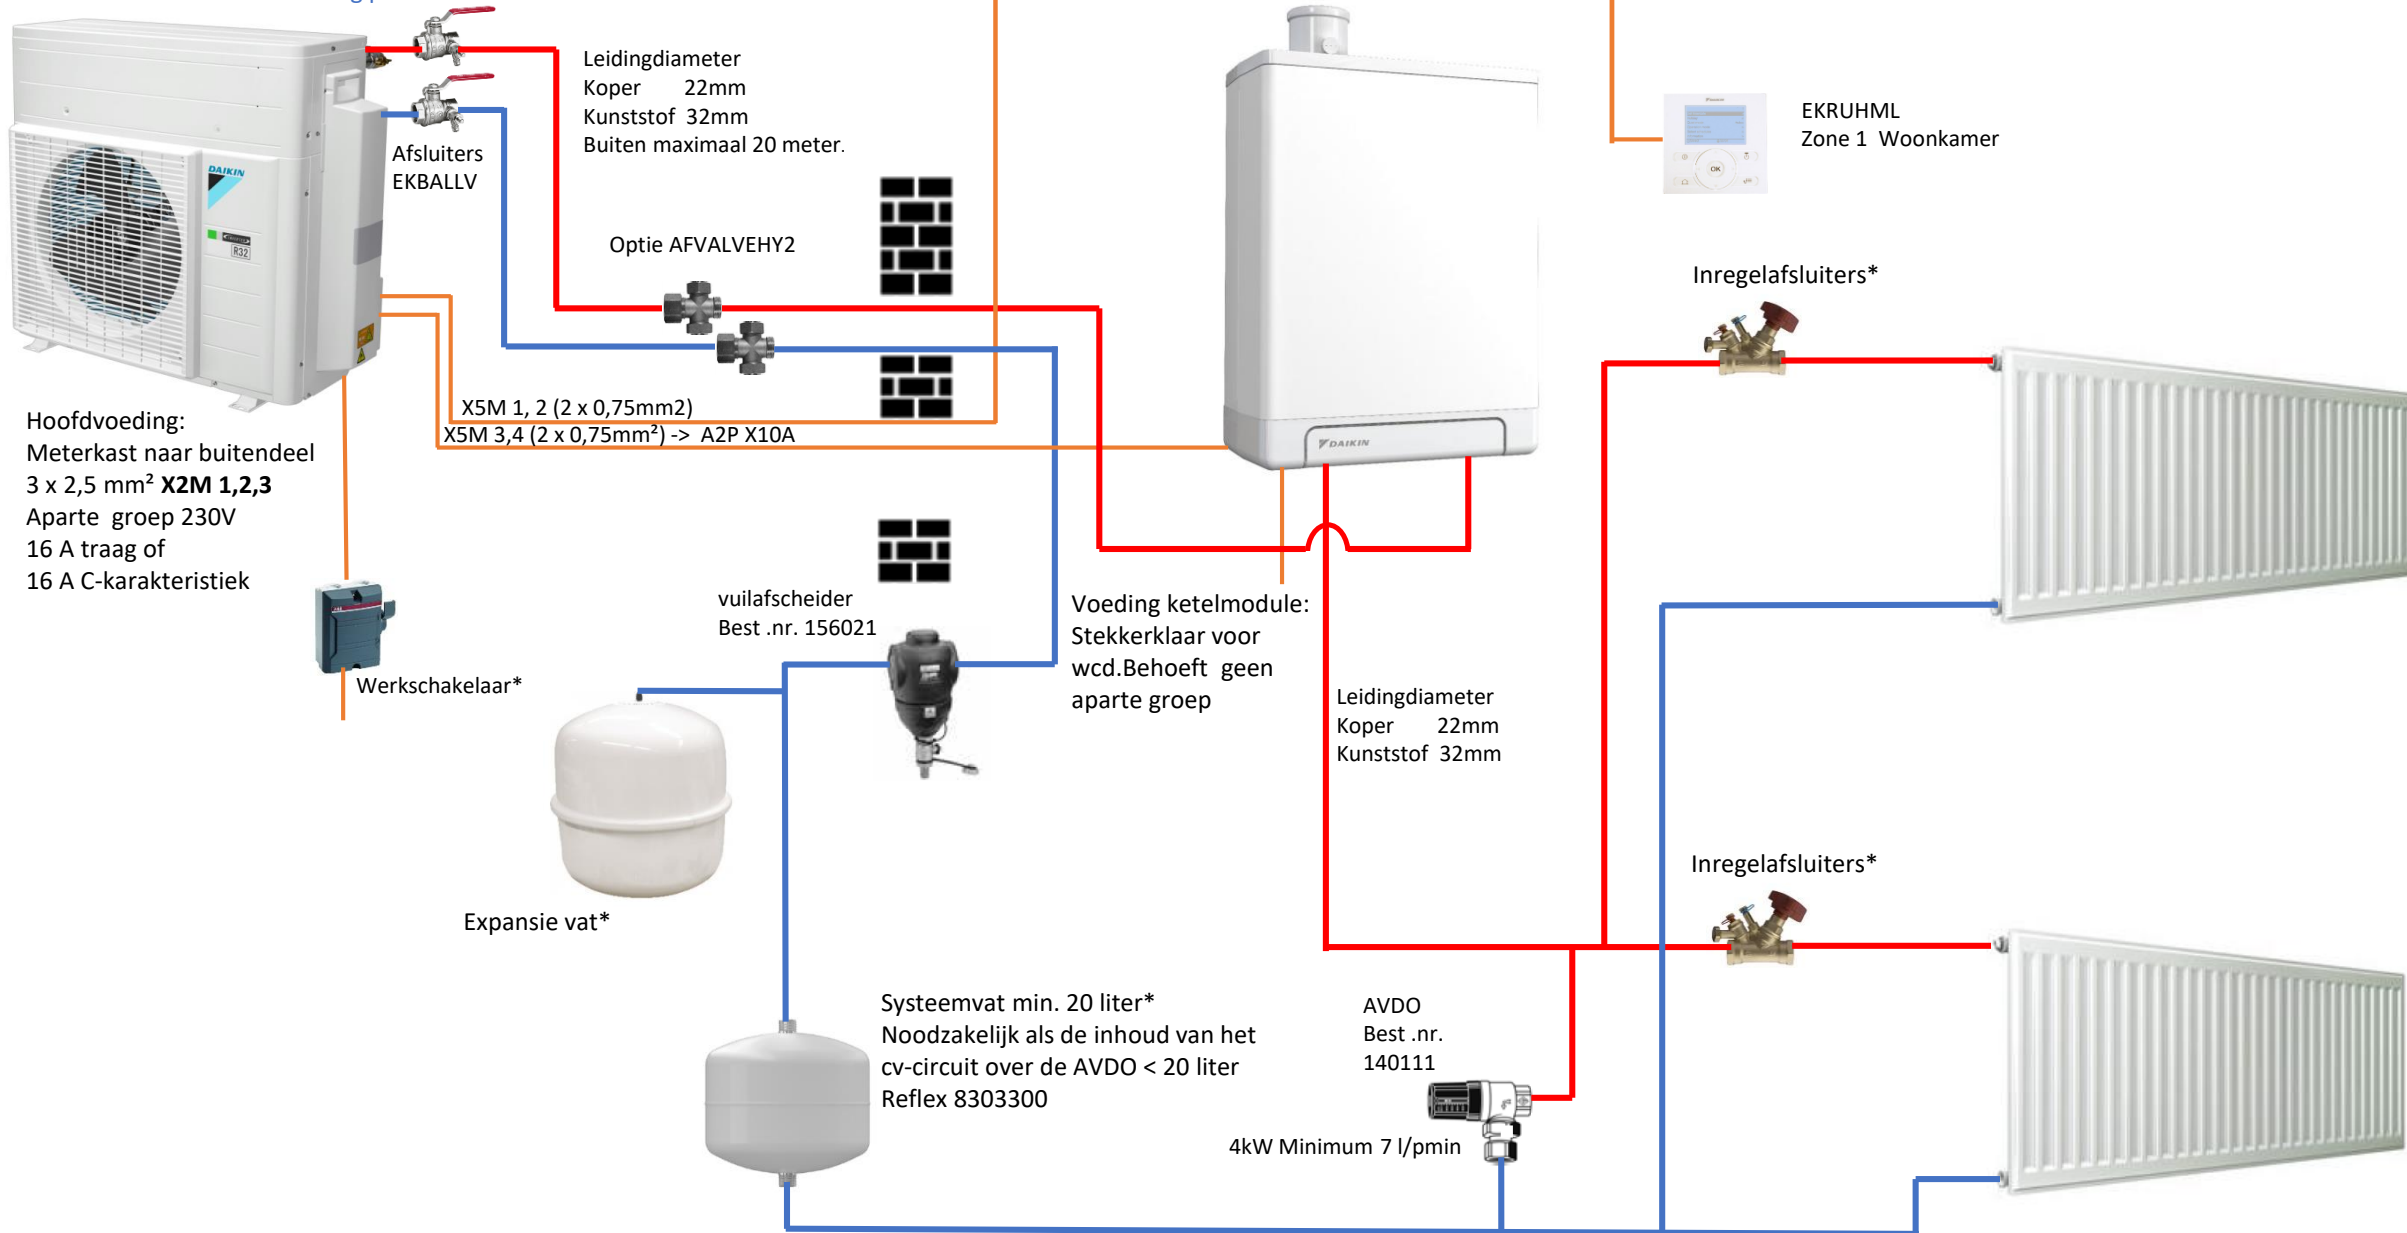 Leidingdiameter
Koper 22mm
Kunststof 32mm
Buiten maximaal 20 meter.
Afsluiters
EKBALLV
DAIKIN
R32
Optie AFVALVEHY2
X5M 1, 2 (2 x 0,75mm2)
X5M 3,4 (2 x 0,75mm²) -> A2P X10A
Hoofdvoeding:
Meterkast naar buitendeel
3 x 2,5 mm² X2M 1,2,3
Aparte groep 230V
16 A traag of
16 A C-karakteristiek
Werkschakelaar*
vuilafscheider
Best .nr. 156021
Expansie vat*
Systeemvat min. 20 liter*
Noodzakelijk als de inhoud van het
cv-circuit over de AVDO < 20 liter
Reflex 8303300
DAIKIN
Voeding ketelmodule:
Stekkerklaar voor
wcd.Behoeft geen
aparte groep
Leidingdiameter
Koper 22mm
Kunststof 32mm
AVDO
Best .nr.
140111
4kW Minimum 7 l/pmin
OK
EKRUHML
Zone 1 Woonkamer
Inregelafsluiters*
Inregelafsluiters*